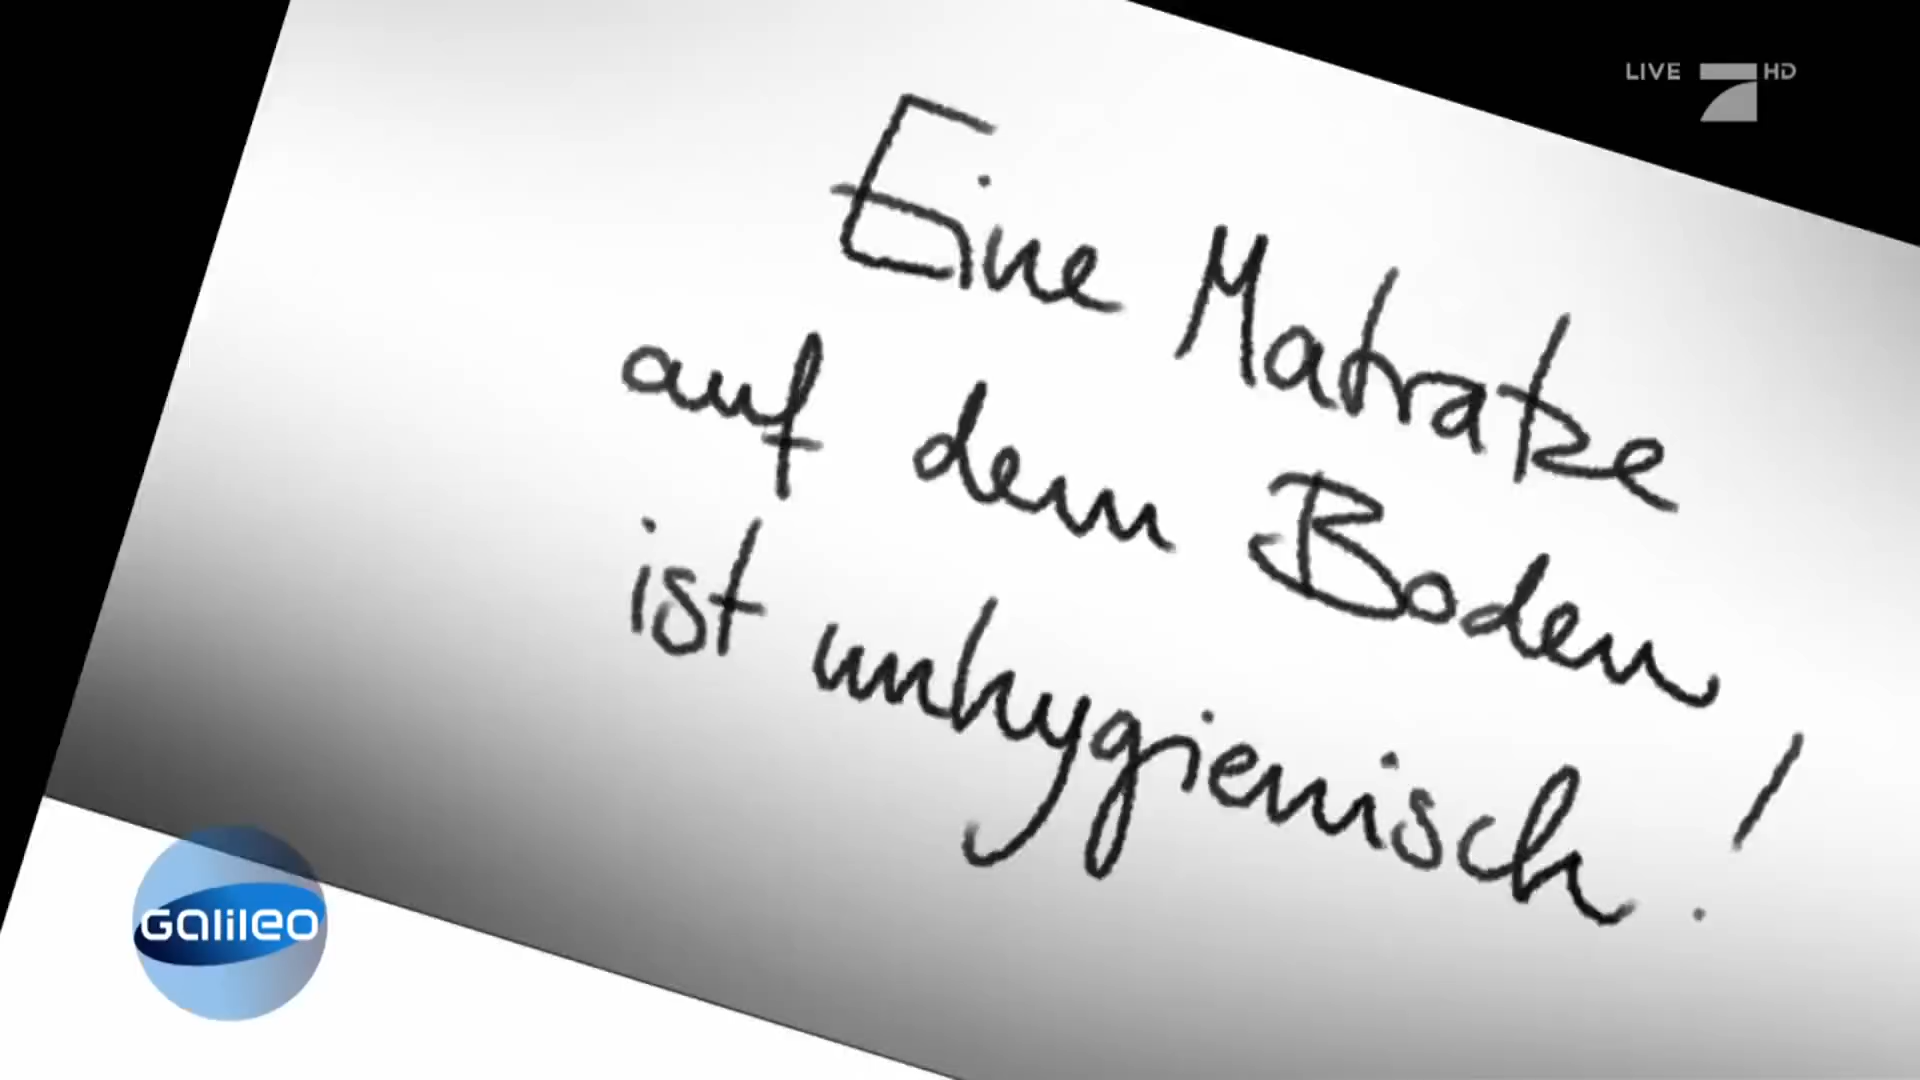 LIVE HD
Eine Matratze
auf dem Boden
ist unhygienisch!
Galileo